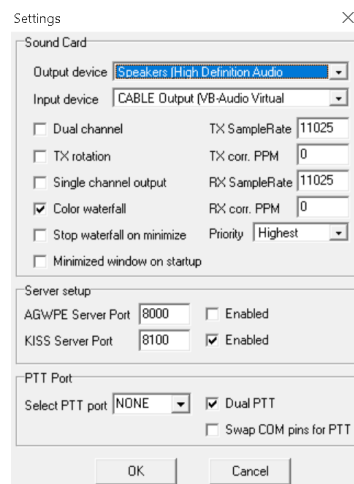 Settings
Sound Card
Output device Speakers (High Definition Audio
Input device CABLE Output (VB-Audio Virtual
Dual channel TX SampleRate 11025
TX rotation TX corr. PPM 0
Single channel output RX SampleRate 11025
Color waterfall RX corr. PPM 0
Stop waterfall on minimize Priority Highest
Minimized window on startup
Server setup
AGWPE Server Port 8000 Enabled
KISS Server Port 8100 Enabled
PTT Port
Select PTT port NONE Dual PTT
Swap COM pins for PTT
OK Cancel